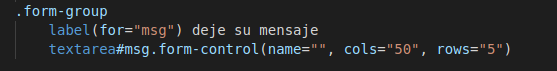 .form-group
label(for="msg") deje su mensaje
textarea#msg.form-control(name="", cols="50", rows="5")